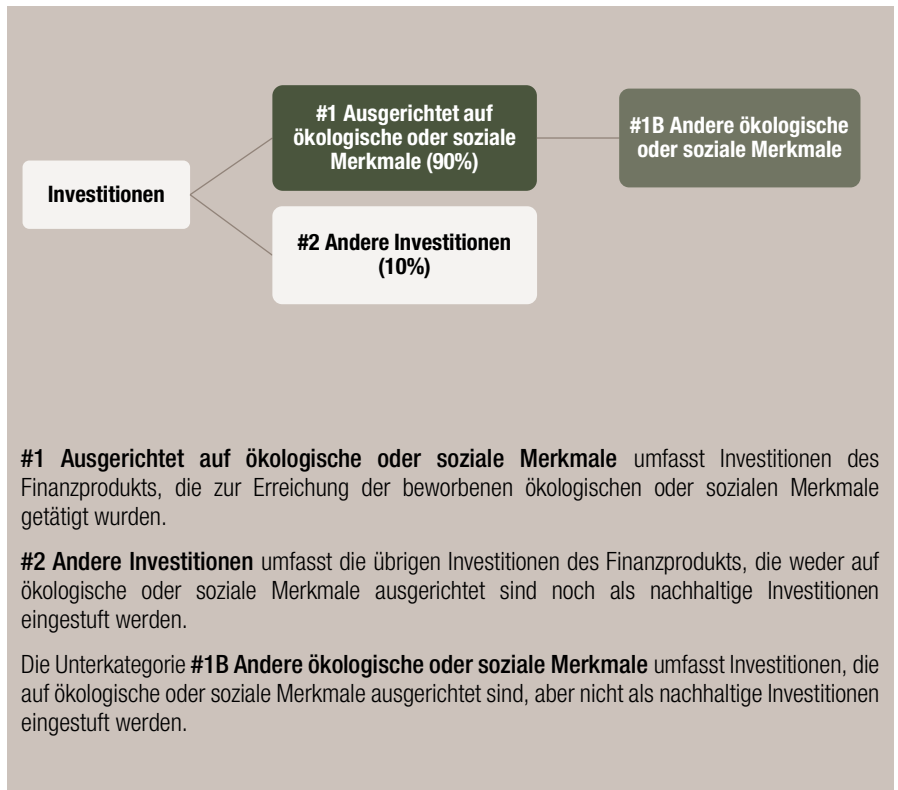 #1 Ausgerichtet auf
ökologische oder soziale
Merkmale (90%)
#1B Andere ökologische
oder soziale Merkmale
Investitionen
#2 Andere Investitionen
(10%)
#1 Ausgerichtet auf ökologische oder soziale Merkmale umfasst Investitionen des
Finanzprodukts, die zur Erreichung der beworbenen ökologischen oder sozialen Merkmale
getätigt wurden.
#2 Andere Investitionen umfasst die übrigen Investitionen des Finanzprodukts, die weder auf
ökologische oder soziale Merkmale ausgerichtet sind noch als nachhaltige Investitionen
eingestuft werden.
Die Unterkategorie #1B Andere ökologische oder soziale Merkmale umfasst Investitionen, die
auf ökologische oder soziale Merkmale ausgerichtet sind, aber nicht als nachhaltige Investitionen
eingestuft werden.